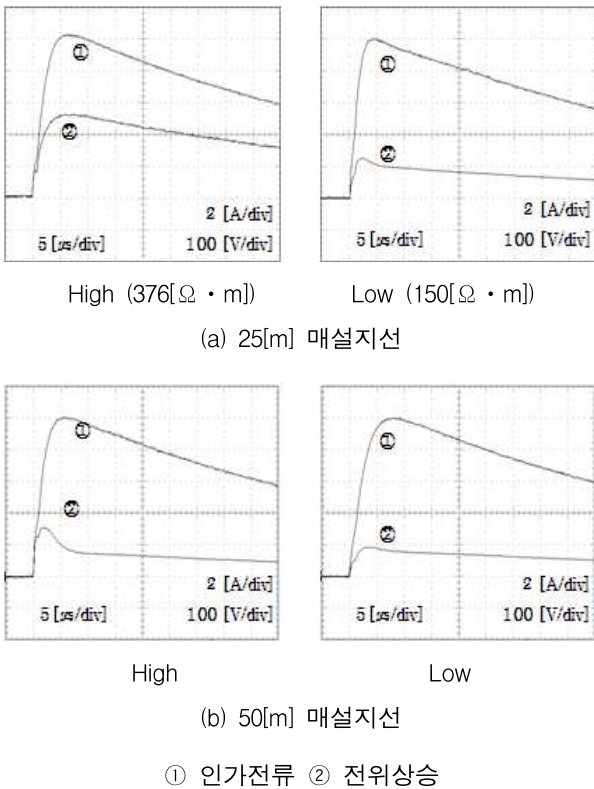 ①
②
2 [A/div]
5 [㎲/div] 100 [V/div]
①
②
2 [A/div]
5 [㎲/div] 100 [V/div]
High (376[Ω · m]) Low (150[Ω · m])
(a) 25[m] 매설지선
①
②
2 [A/div]
5 [㎲/div] 100 [V/div]
①
②
2 [A/div]
5 [㎲/div] 100 [V/div]
High Low
(b) 50[m] 매설지선
① 인가전류 ② 전위상승